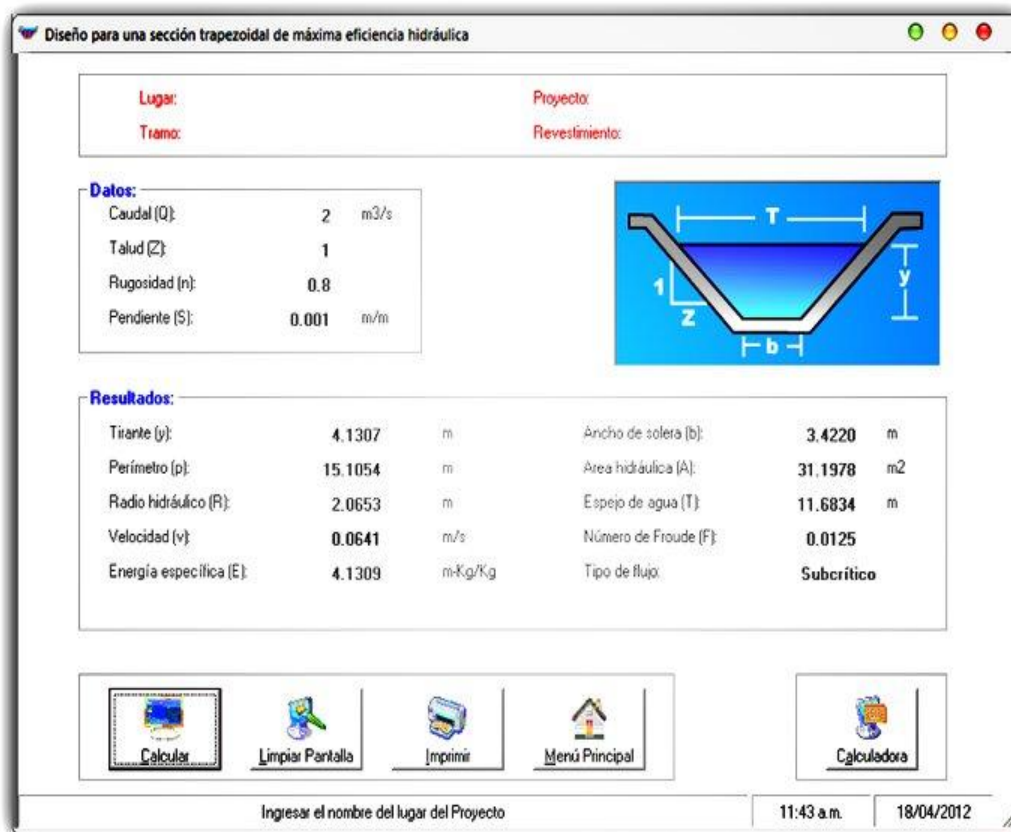 Diseño para una sección trapezoidal de máxima eficiencia hidráulica
Lugar: Proyecto:
Tramo: Revestimiento:
Datos:
Caudal (Q): 2 m3/s
Talud (Z): 1
Rugosidad (n): 0.8
Pendiente (S): 0.001 m/m
T
1
Z
y
b
Resultados:
Tirante (y): 4.1307 m Ancho de solera (b): 3.4220 m
Perímetro (p): 15.1054 m Area hidráulica (A): 31.1978 m2
Radio hidráulico (R): 2.0653 m Espejo de agua (T): 11.6834 m
Velocidad (v): 0.0641 m/s Número de Froude (F): 0.0125
Energía específica (E): 4.1309 m-Kg/Kg Tipo de flujo: Subcrítico
Calcular Limpiar Pantalla Imprimir Menú Principal Calculadora
Ingresar el nombre del lugar del Proyecto 11:43 a.m. 18/04/2012